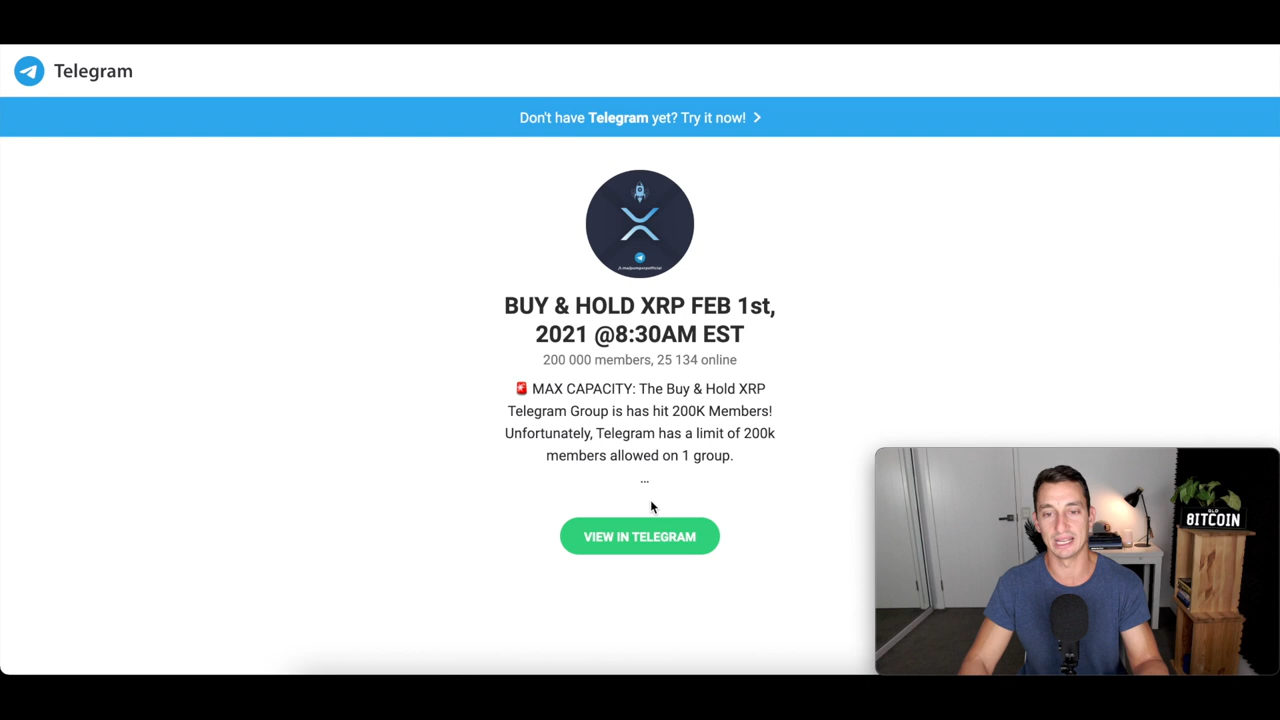 Telegram
Don't have Telegram yet? Try it now!
BUY & HOLD XRP FEB 1st,
2021 @8:30AM EST
200 000 members, 25 134 online
🚨 MAX CAPACITY: The Buy & Hold XRP
Telegram Group is has hit 200K Members!
Unfortunately, Telegram has a limit of 200k
members allowed on 1 group.
...
VIEW IN TELEGRAM
QLD
BITCOIN